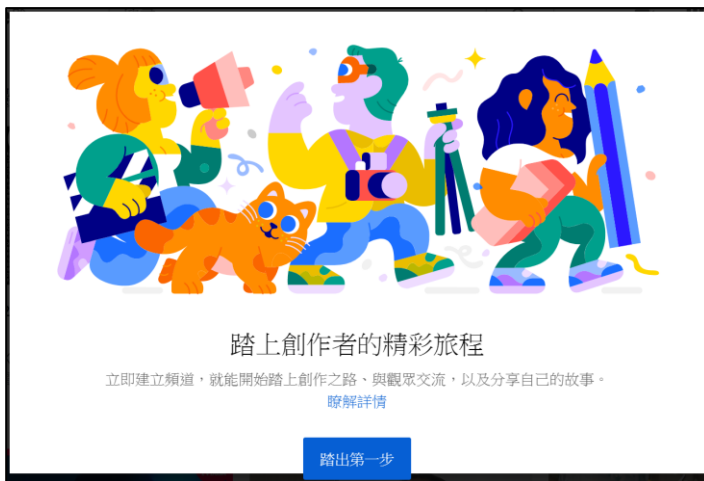 踏上創作者的精彩旅程
立即建立頻道，就能開始踏上創作之路、與觀眾交流，以及分享自己的故事。
瞭解詳情
踏出第一步